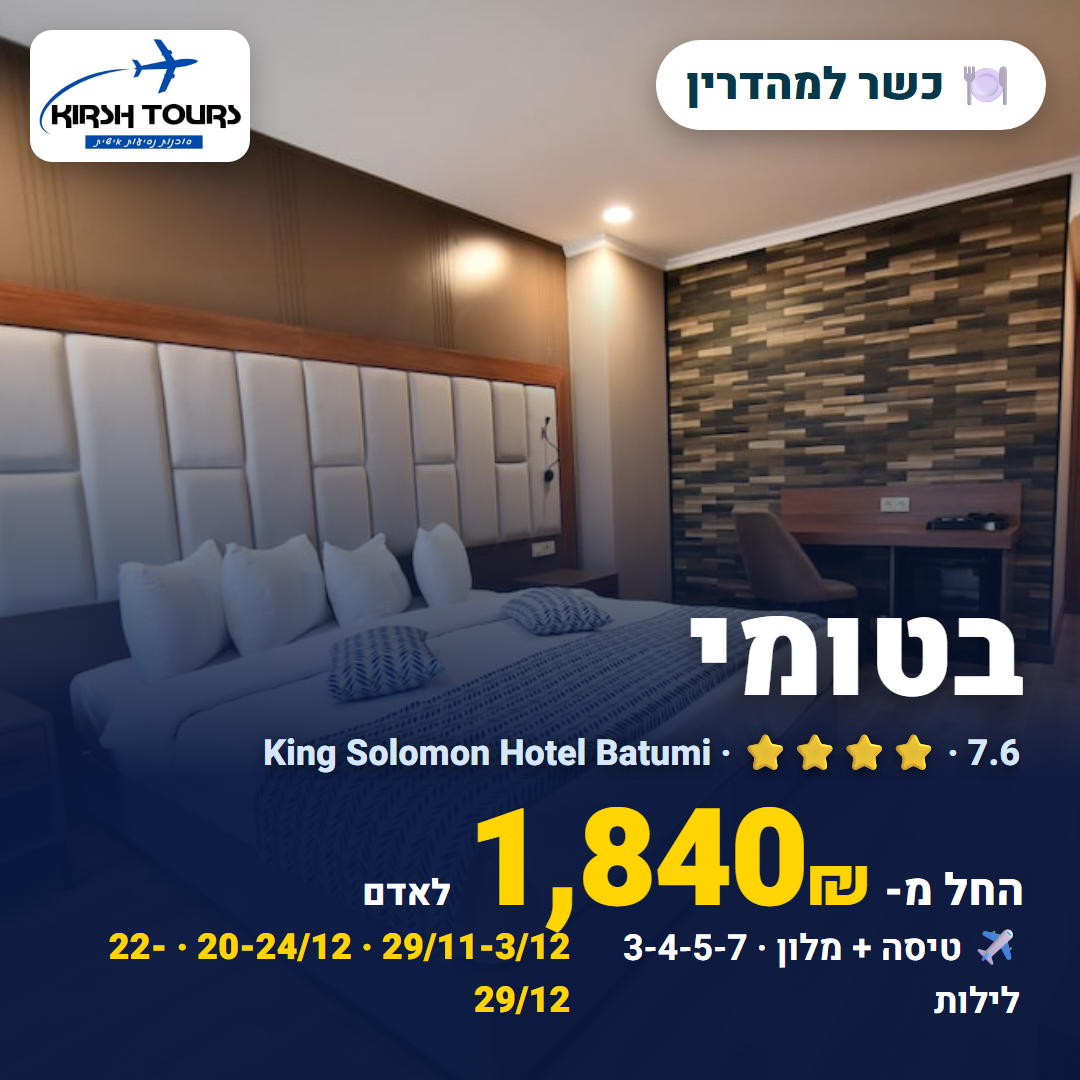 KIRSH TOURS
סוכנות נסיעות אישית
כשר למהדרין
בטומי
King Solomon Hotel Batumi · ⭐⭐⭐⭐ · 7.6
החל מ- ₪1,840 לאדם
טיסה + מלון · 3-4-5-7
לילות
29/11-3/12 · 20-24/12 · 22-
29/12